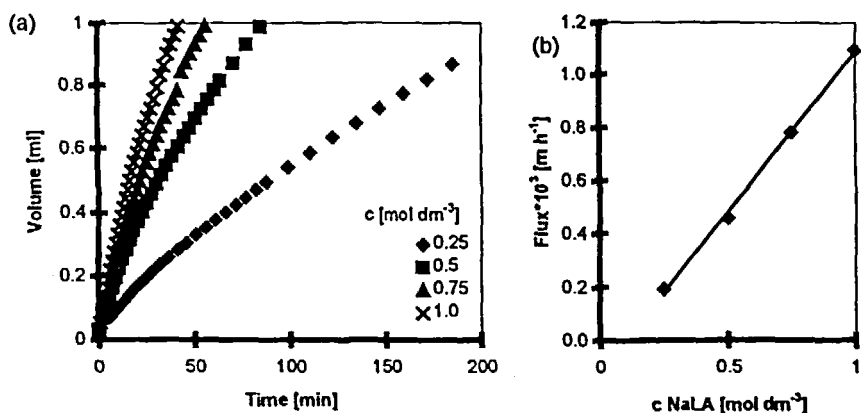 (a)
1
0.8
0.6
0.4
0.2
0
Volume [ml]
0 50 100 150 200
Time [min]
c [mol dm⁻³]
0.25
0.5
0.75
1.0
(b)
1.2
1.0
0.8
0.6
0.4
0.2
0.0
Flux*10³ [m h⁻¹]
0 0.5 1
c NaLA [mol dm⁻³]